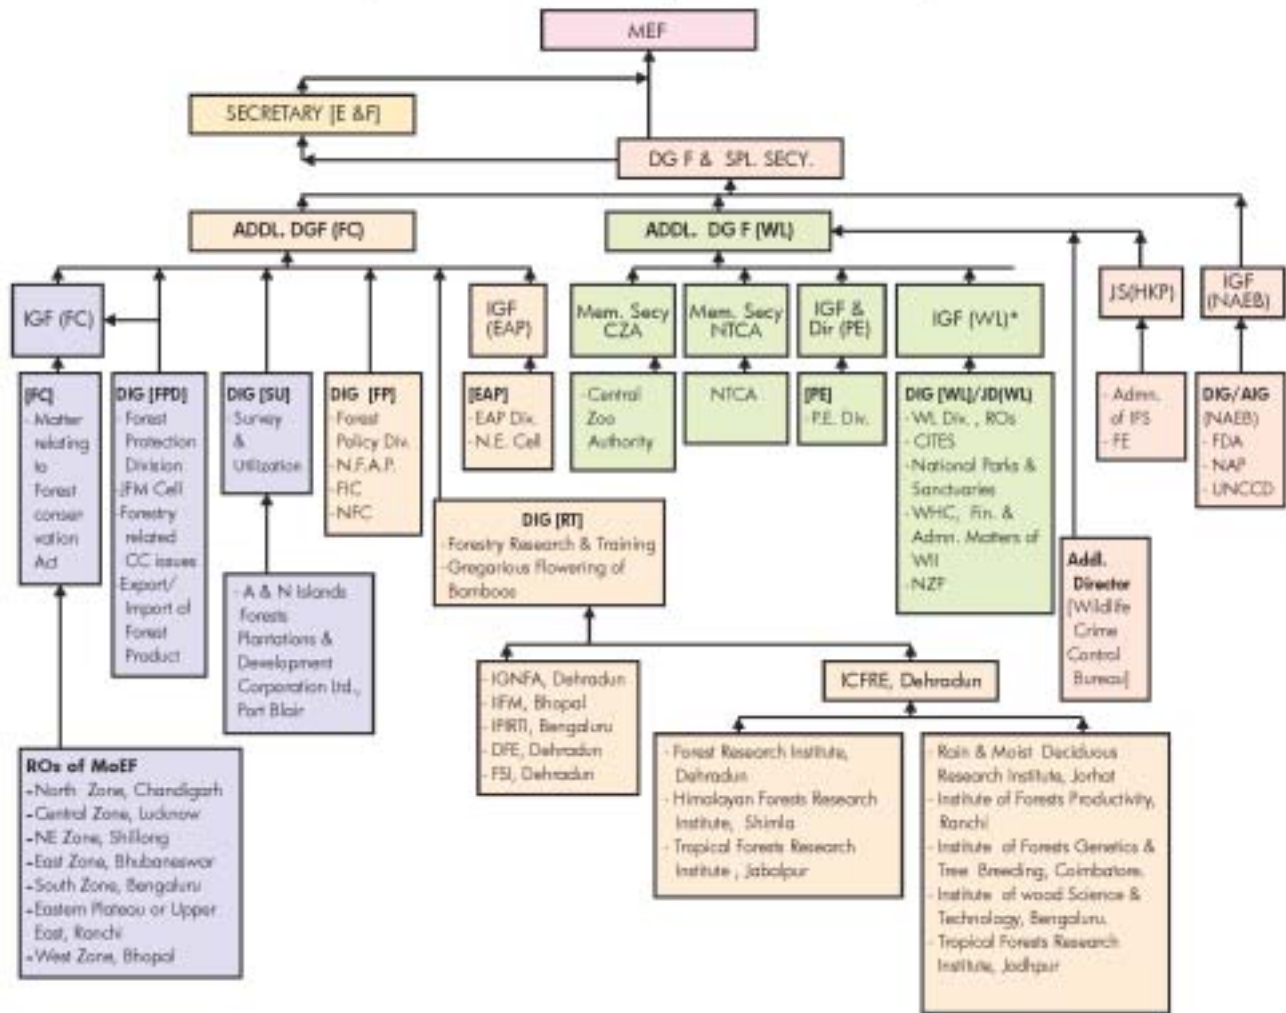 MEF
SECRETARY [E &F]
DG F & SPL. SECY.
ADDL. DGF (FC)
ADDL. DG F (WL)
IGF (FC)
IGF
(EAP)
Mem. Secy
CZA
Mem. Secy
NTCA
IGF &
Dir (PE)
IGF (WL)*
JS(HKP)
IGF
(NAEB)
[FC]
- Matter
relating
to
Forest
conser
vation
Act
DIG [FPD]
- Forest
Protection
Division
- JFM Cell
- Forestry
related
CC issues
- Export/
Import of
Forest
Product
DIG [SU]
- Survey
&
Utilization
DIG [FP]
- Forest
Policy Div.
- N.F.A.P.
- FIC
- NFC
[EAP]
- EAP Div.
- N.E. Cell
- Central
Zoo
Authority
NTCA
[PE]
- P.E. Div.
DIG [WL]/JD(WL)
- WL Div. , ROs
- CITES
- National Parks &
Sanctuaries
- WHC, Fin. &
Admn. Matters of
WII
- NZP
- Admn.
of IFS
- FE
DIG/AIG
(NAEB)
- FDA
- NAP
- UNCCD
DIG [RT]
- Forestry Research & Training
- Gregarious Flowering of
Bamboos
Addl.
Director
[Wildlife
Crime
Control
Bureau]
- A & N Islands
Forests
Plantations &
Development
Corporation Ltd.,
Port Blair
- IGNFA, Dehradun
- IIFM, Bhopal
- IPIRTI, Bengaluru
- DFE, Dehradun
- FSI, Dehradun
ICFRE, Dehradun
- Forest Research Institute,
Dehradun
- Himalayan Forests Research
Institute, Shimla
- Tropical Forests Research
Institute , Jabalpur
- Rain & Moist Deciduous
Research Institute, Jorhat
- Institute of Forests Productivity,
Ranchi
- Institute of Forests Genetics &
Tree Breeding, Coimbatore.
- Institute of wood Science &
Technology, Bengaluru.
- Tropical Forests Research
Institute, Jodhpur
ROs of MoEF
-North Zone, Chandigarh
-Central Zone, Lucknow
-NE Zone, Shillong
-East Zone, Bhubaneswar
-South Zone, Bengaluru
-Eastern Plateau or Upper
East, Ranchi
-West Zone, Bhopal